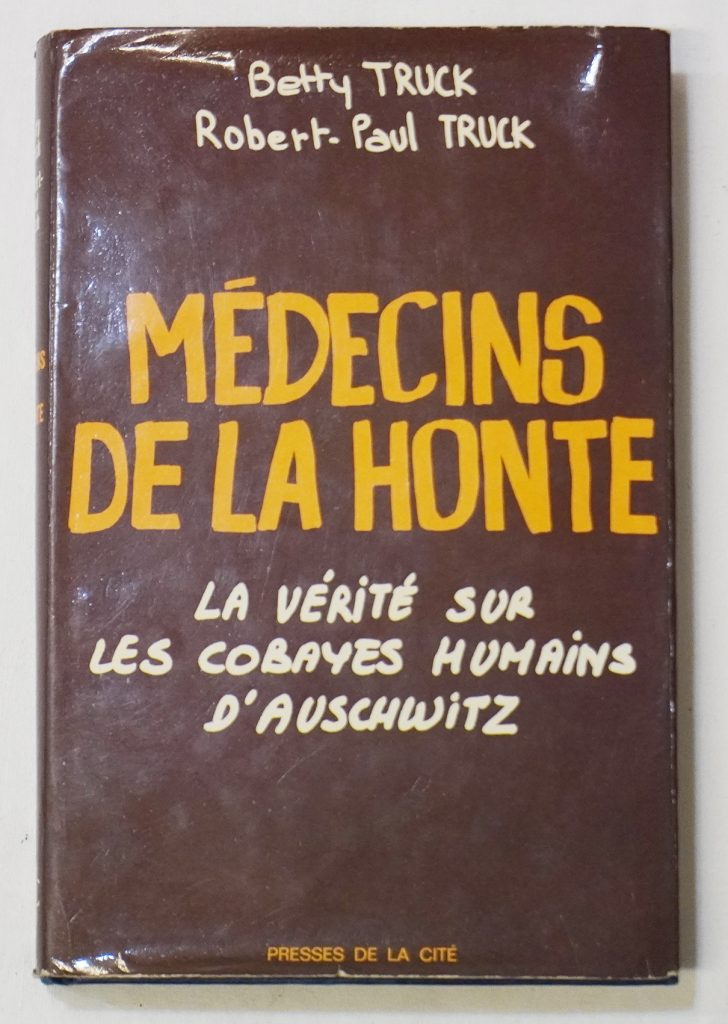 Betty TRUCK
Robert-Paul TRUCK
MÉDECINS
DE LA HONTE
LA VÉRITÉ SUR
LES COBAYES HUMAINS
D'AUSCHWITZ
PRESSES DE LA CITÉ